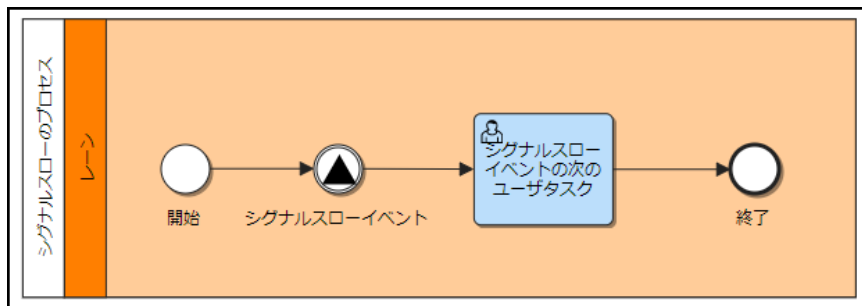 シグナルスローのプロセス
レーン
開始
シグナルスローイベント
シグナルスロー
イベントの次の
ユーザタスク
終了